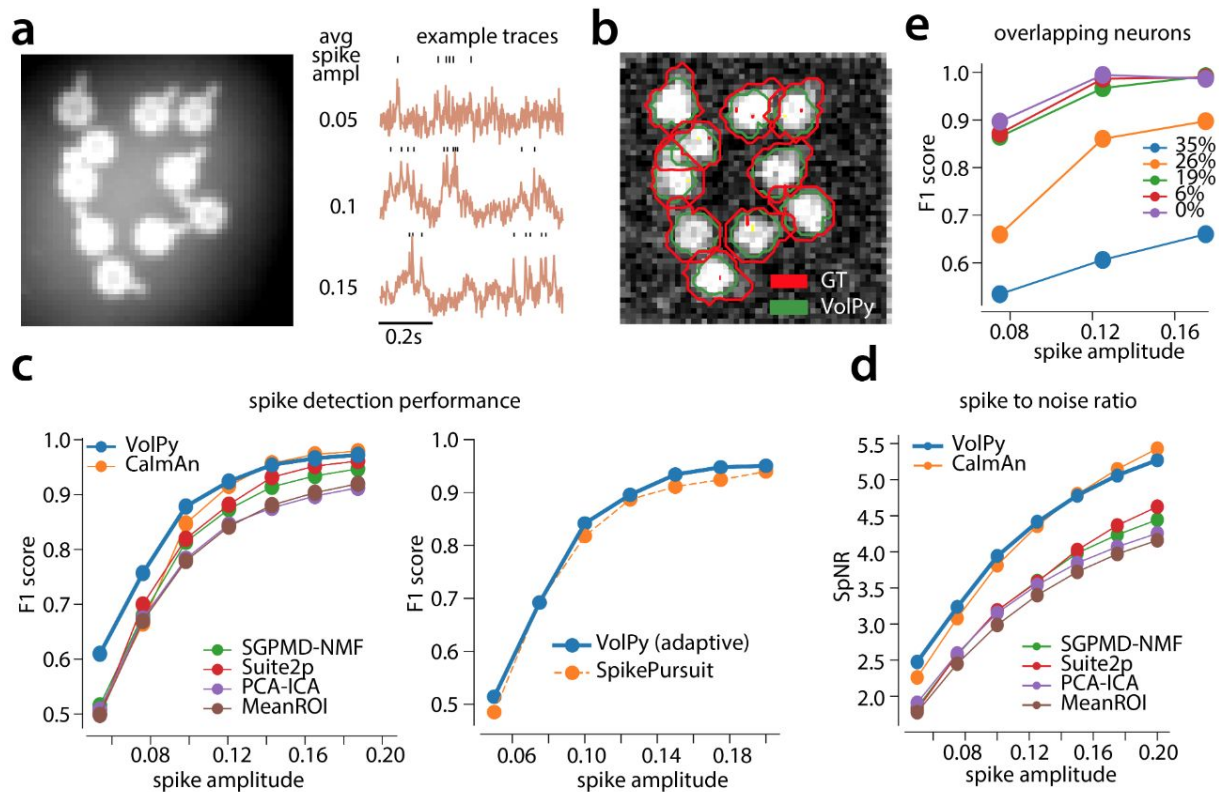 a
avg
spike
ampl
example traces
0.05
0.1
0.15
0.2s
b
GT
VolPy
e
overlapping neurons
1.0
0.9
0.8
0.7
0.6
F1 score
35%
26%
19%
6%
0%
0.08
0.12
0.16
spike amplitude
c
spike detection performance
1.0
0.9
0.8
0.7
0.6
0.5
F1 score
VolPy
CalmAn
SGPMD-NMF
Suite2p
PCA-ICA
MeanROI
0.08
0.12
0.16
0.20
spike amplitude
1.0
0.9
0.8
0.7
0.6
0.5
F1 score
VolPy (adaptive)
SpikePursuit
0.06
0.10
0.14
0.18
spike amplitude
d
spike to noise ratio
5.5
5.0
4.5
4.0
3.5
3.0
2.5
2.0
SpNR
VolPy
CalmAn
SGPMD-NMF
Suite2p
PCA-ICA
MeanROI
0.08
0.12
0.16
0.20
spike amplitude